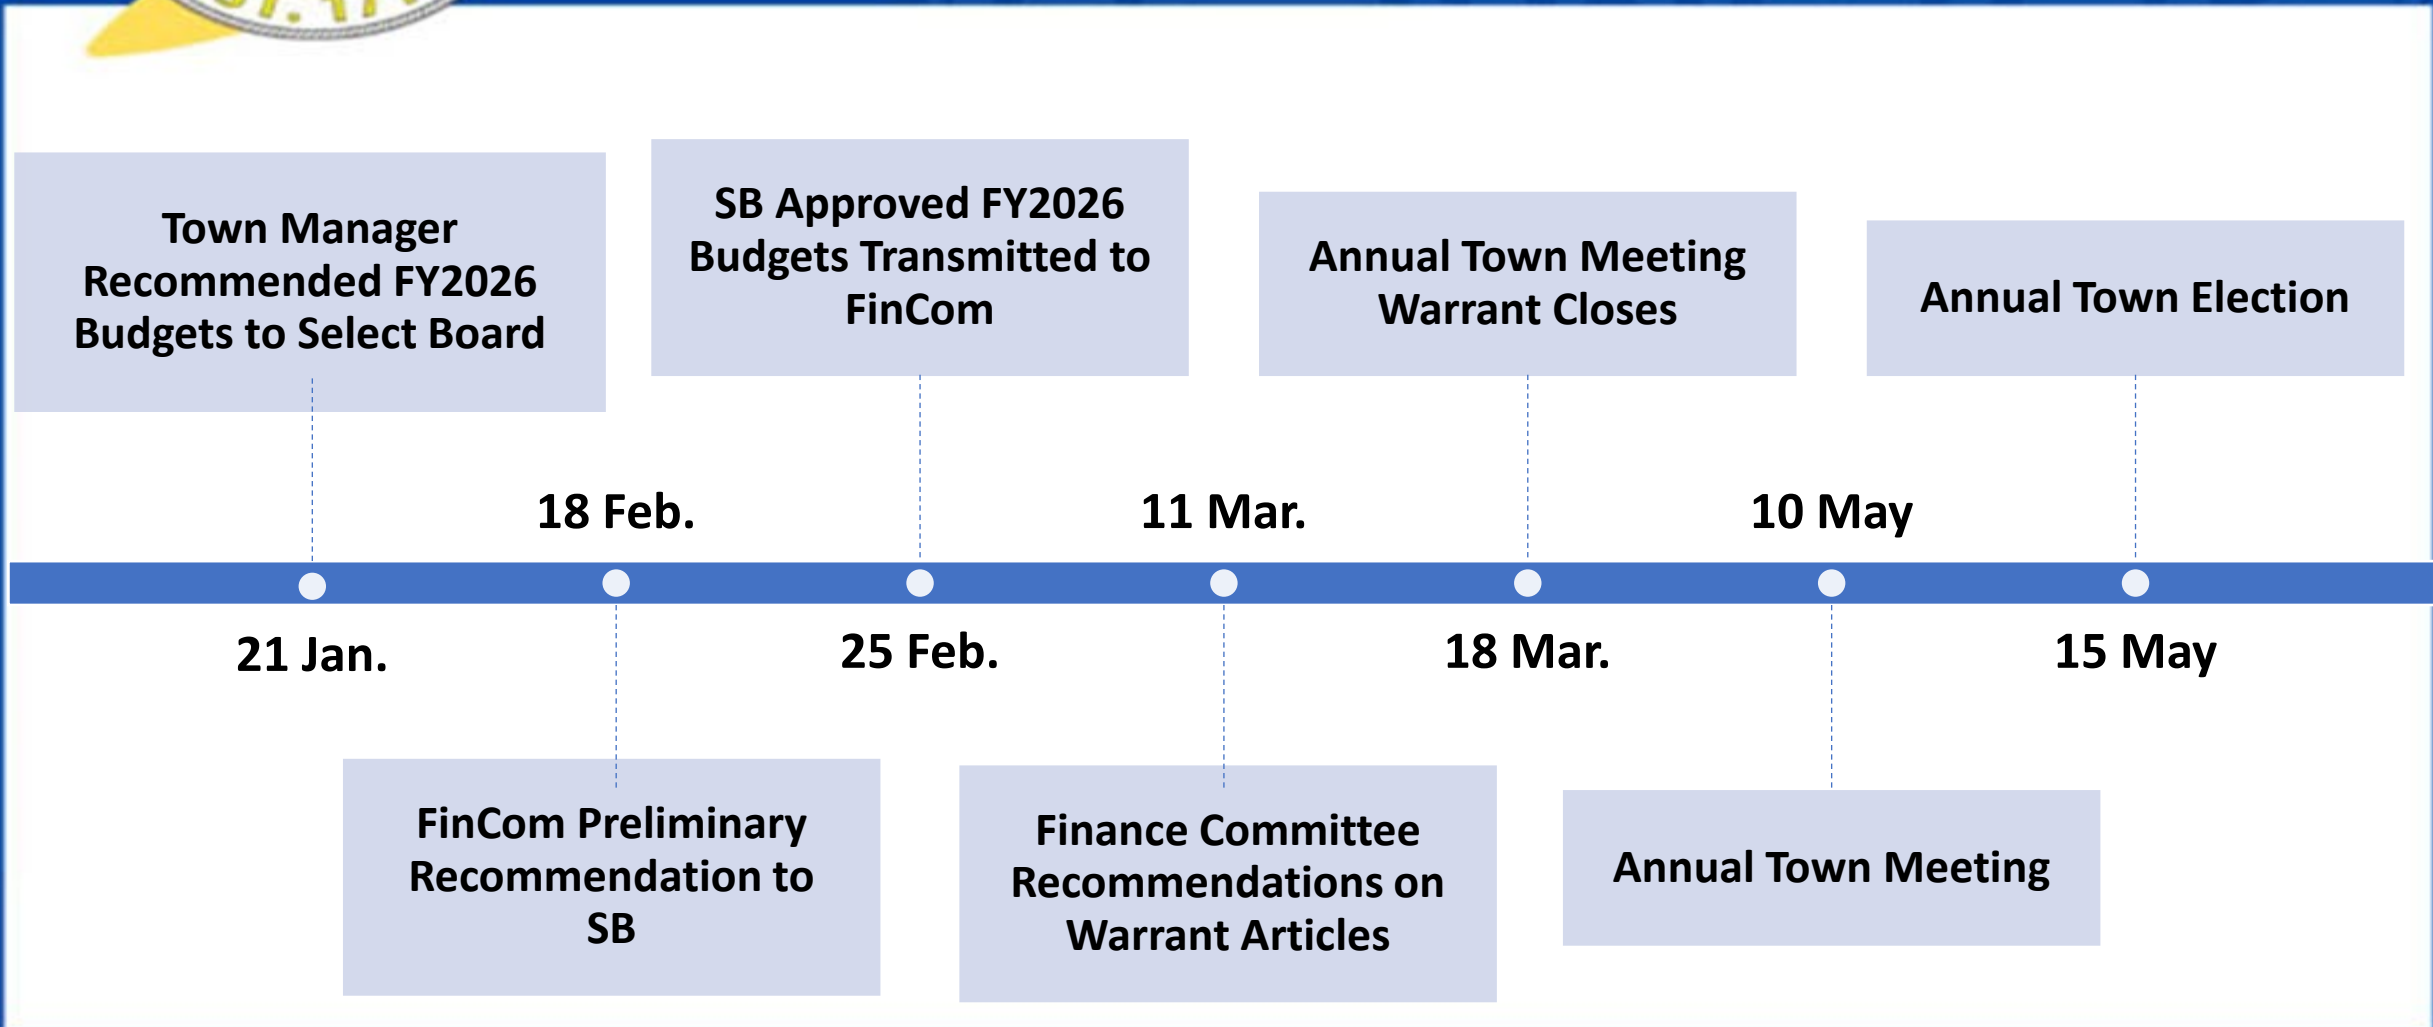 Town Manager
Recommended FY2026
Budgets to Select Board
SB Approved FY2026
Budgets Transmitted to
FinCom
Annual Town Meeting
Warrant Closes
Annual Town Election
18 Feb.
11 Mar.
10 May
21 Jan.
25 Feb.
18 Mar.
15 May
FinCom Preliminary
Recommendation to
SB
Finance Committee
Recommendations on
Warrant Articles
Annual Town Meeting